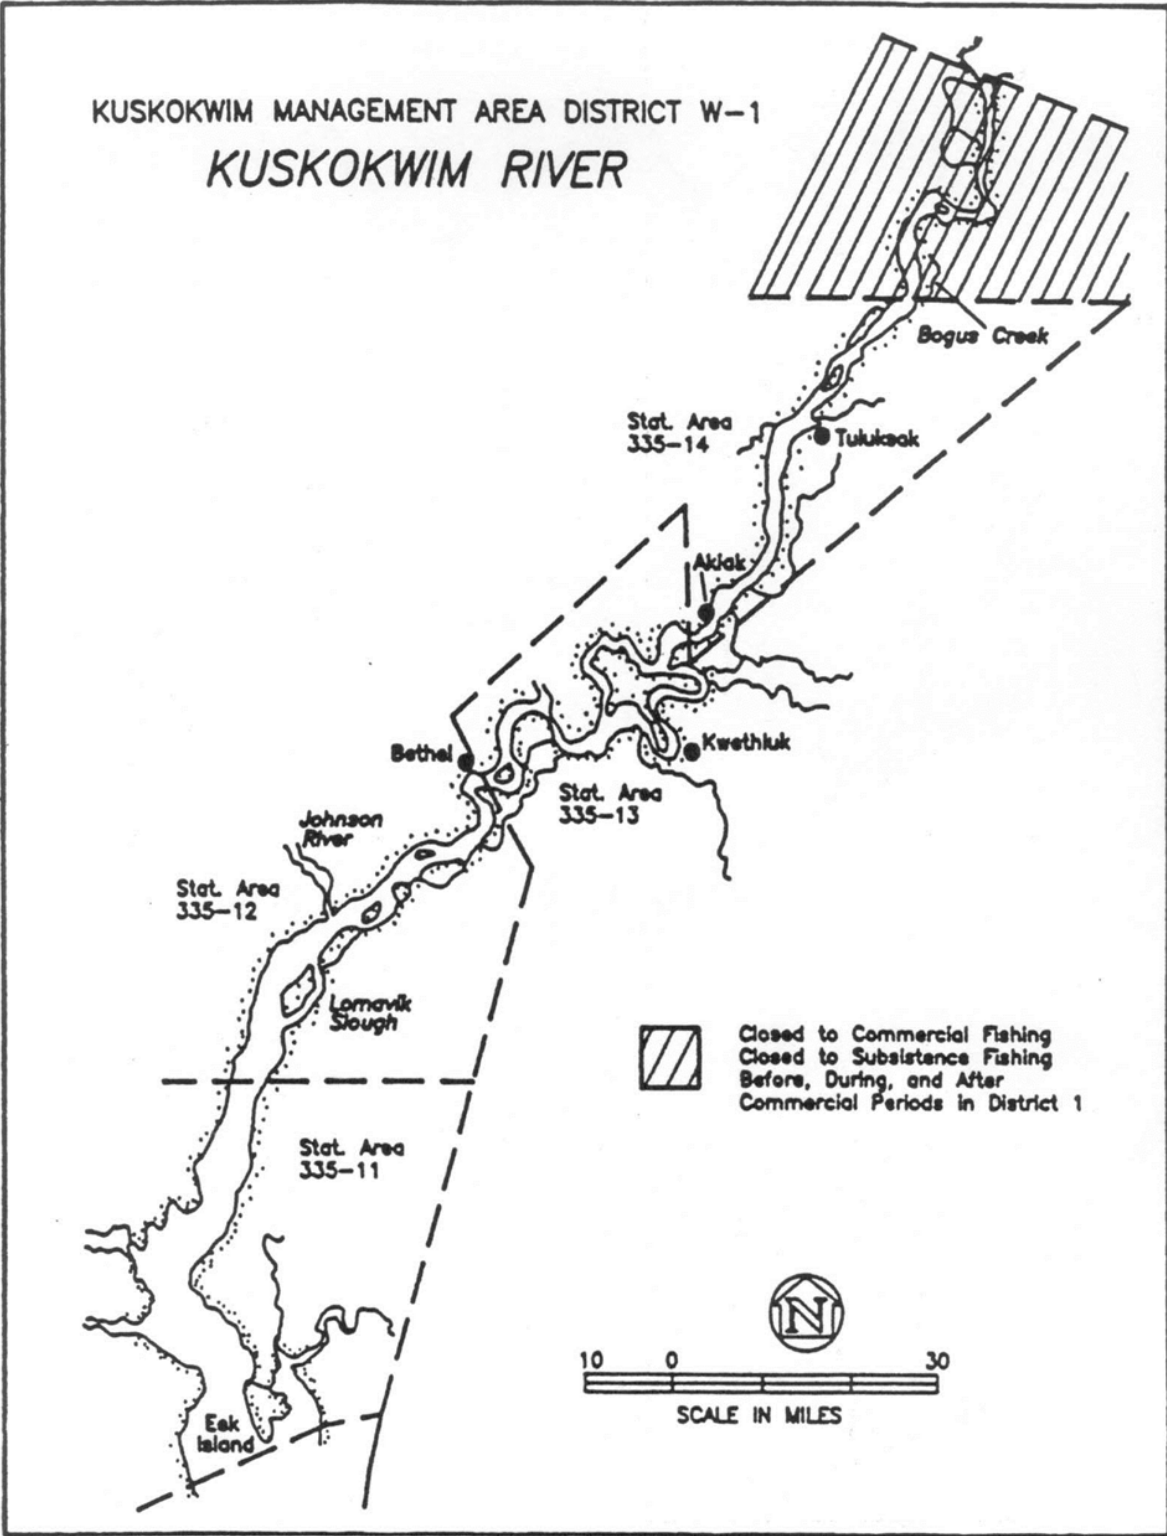 KUSKOKWIM MANAGEMENT AREA DISTRICT W-1
KUSKOKWIM RIVER
Bogus Creek
Stat. Area
335-14
Tuluksak
Akiak
Bethel
Kwethluk
Stat. Area
335-13
Johnson
River
Stat. Area
335-12
Lomavik
Slough
Closed to Commercial Fishing
Closed to Subsistence Fishing
Before, During, and After
Commercial Periods in District 1
Stat. Area
335-11
N
10 0 30
SCALE IN MILES
Eek
Island